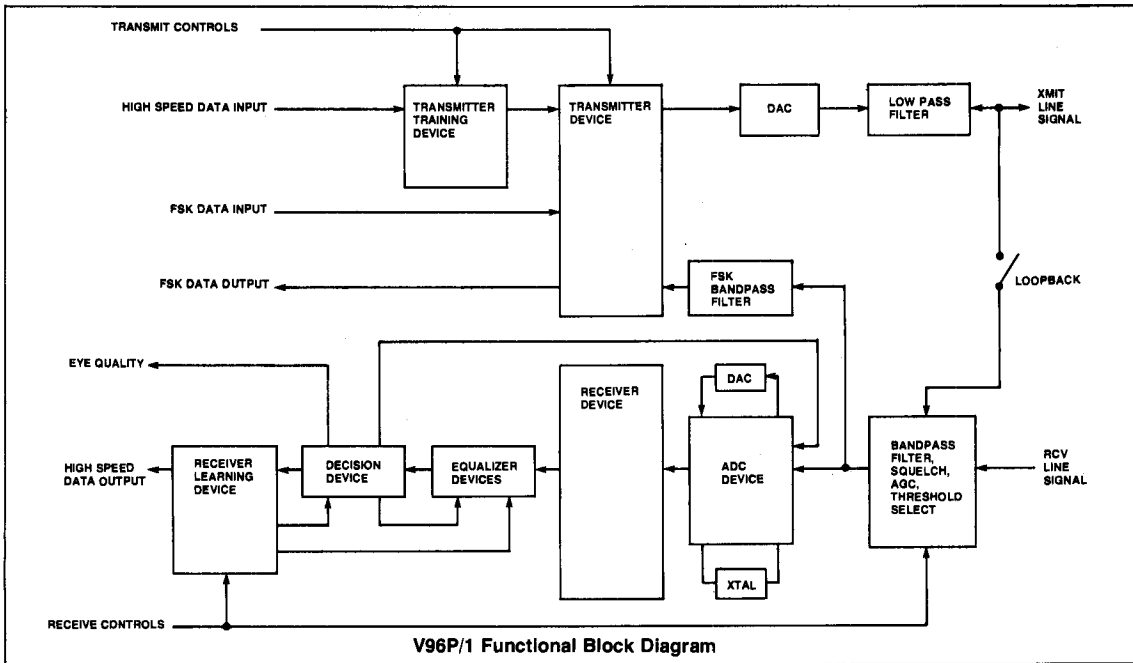 TRANSMIT CONTROLS
HIGH SPEED DATA INPUT
TRANSMITTER
TRAINING
DEVICE
TRANSMITTER
DEVICE
DAC
LOW PASS
FILTER
XMIT
LINE
SIGNAL
FSK DATA INPUT
FSK DATA OUTPUT
FSK
BANDPASS
FILTER
LOOPBACK
EYE QUALITY
HIGH SPEED
DATA OUTPUT
RECEIVER
LEARNING
DEVICE
DECISION
DEVICE
EQUALIZER
DEVICES
RECEIVER
DEVICE
DAC
ADC
DEVICE
XTAL
BANDPASS
FILTER,
SQUELCH,
AGC,
THRESHOLD
SELECT
RCV
LINE
SIGNAL
RECEIVE CONTROLS
V96P/1 Functional Block Diagram